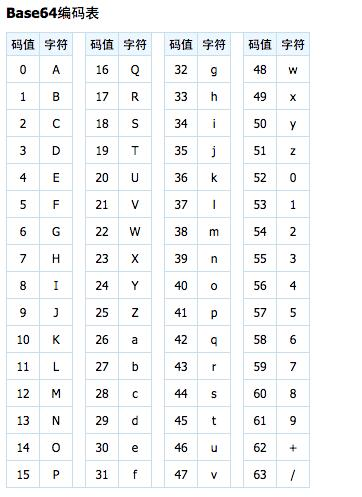 Base64编码表
码值 字符 码值 字符 码值 字符 码值 字符
0 A 16 Q 32 g 48 w
1 B 17 R 33 h 49 x
2 C 18 S 34 i 50 y
3 D 19 T 35 j 51 z
4 E 20 U 36 k 52 0
5 F 21 V 37 l 53 1
6 G 22 W 38 m 54 2
7 H 23 X 39 n 55 3
8 I 24 Y 40 o 56 4
9 J 25 Z 41 p 57 5
10 K 26 a 42 q 58 6
11 L 27 b 43 r 59 7
12 M 28 c 44 s 60 8
13 N 29 d 45 t 61 9
14 O 30 e 46 u 62 +
15 P 31 f 47 v 63 /